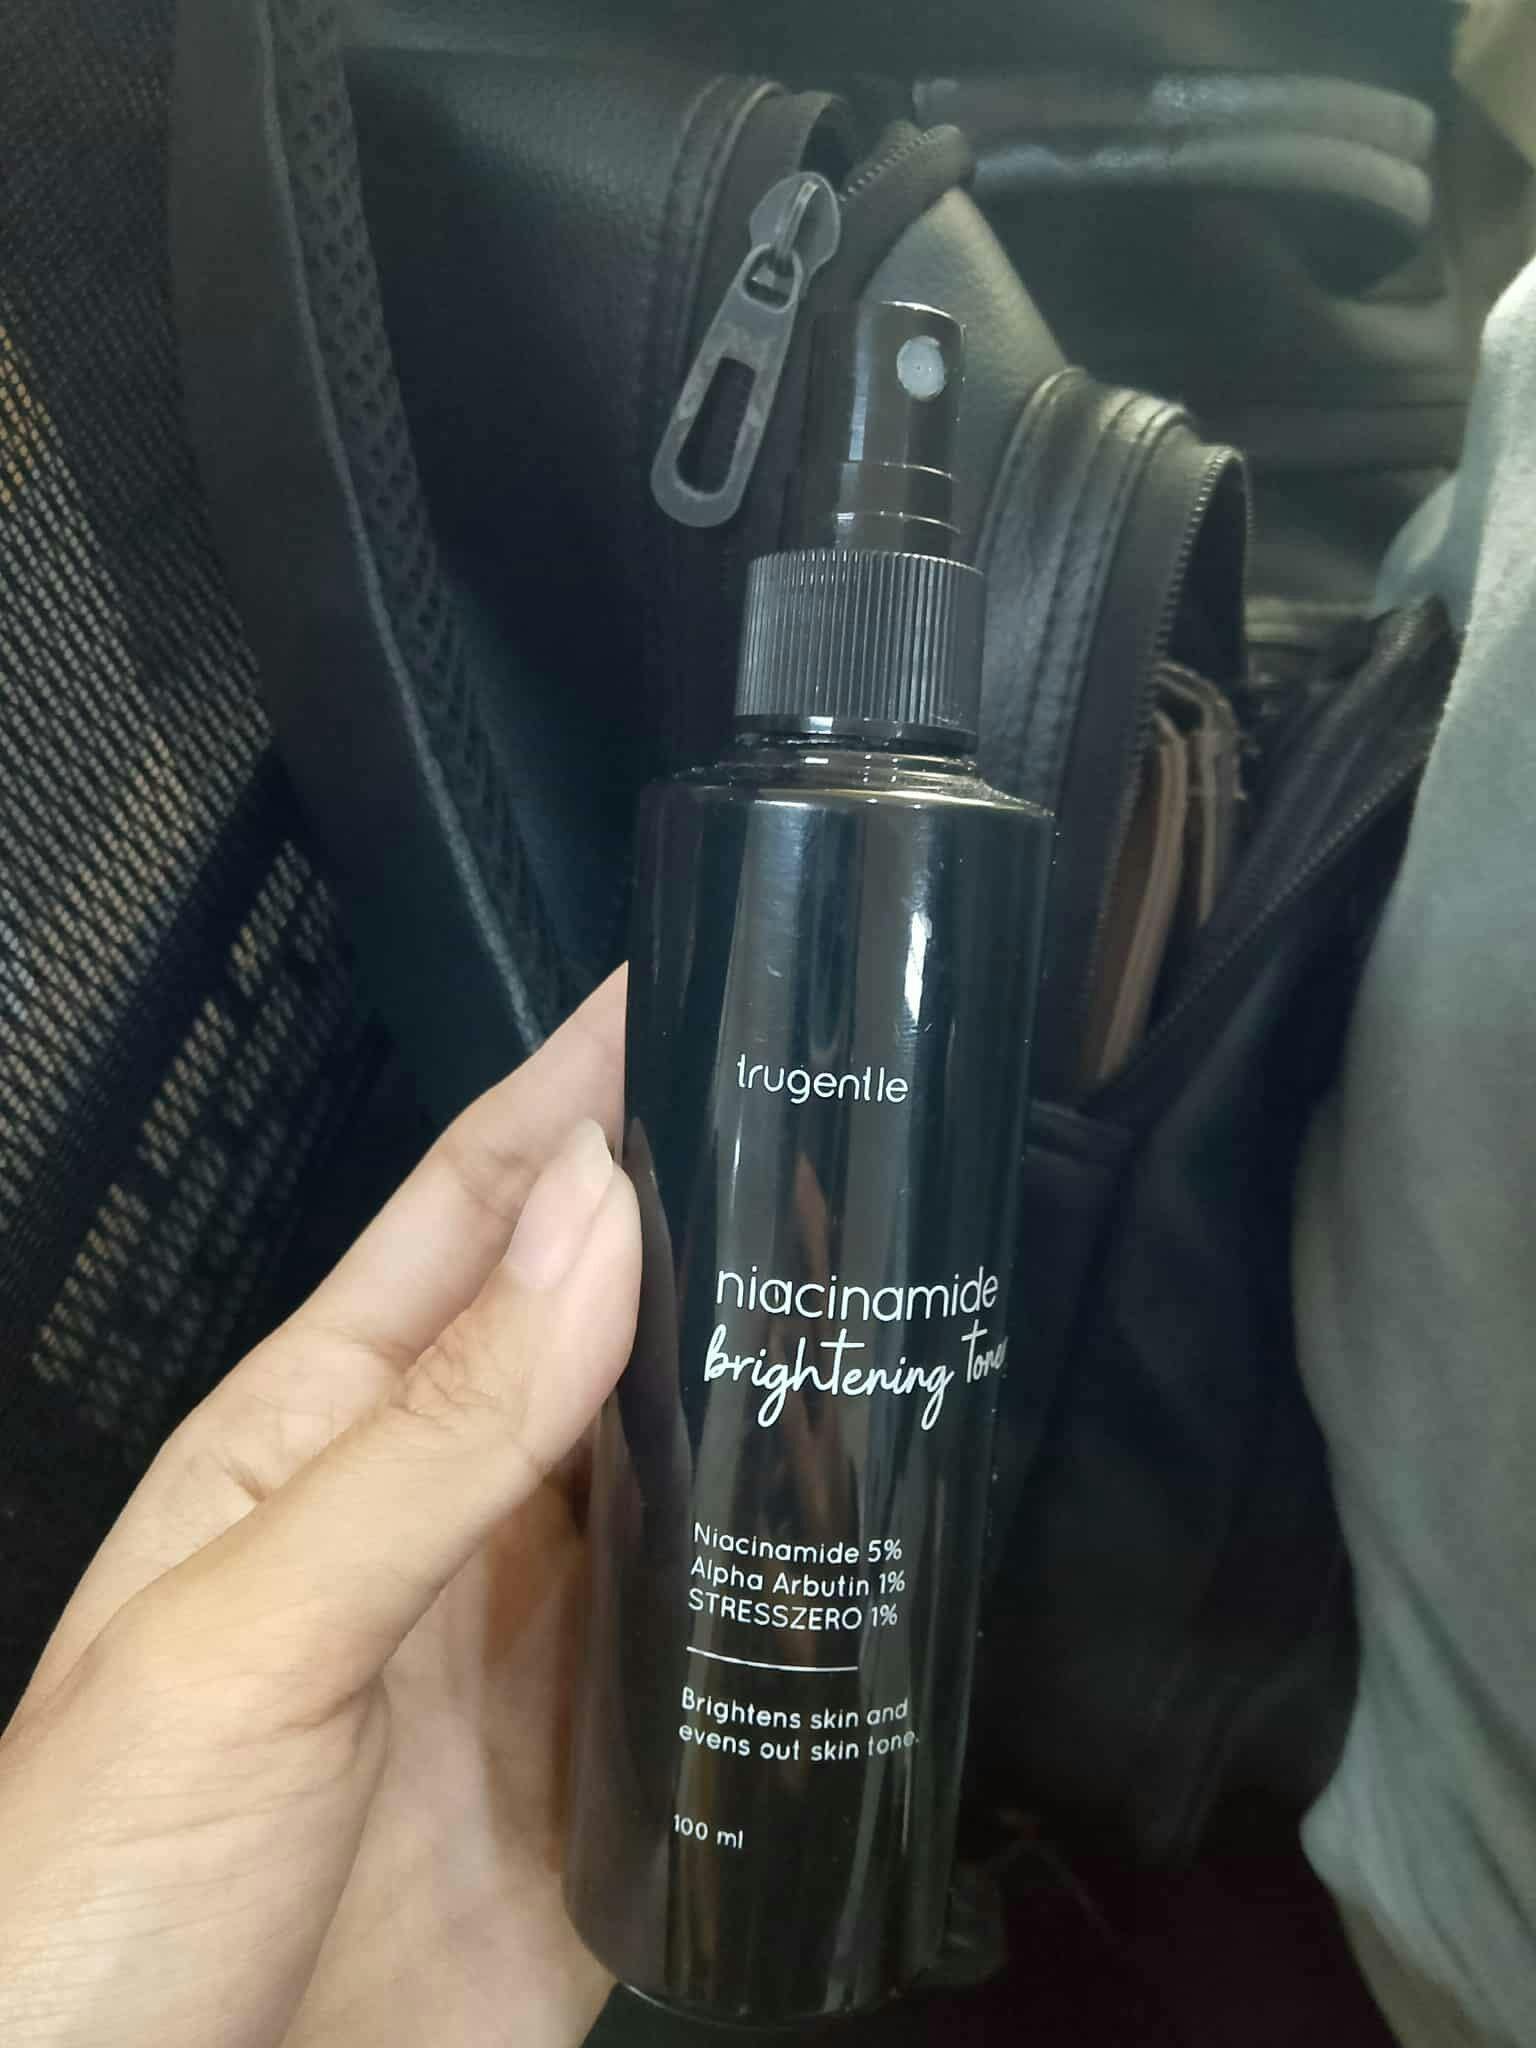 trugentle
niacinamide
brightening toner
Niacinamide 5%
Alpha Arbutin 1%
STRESSZERO 1%
Brightens skin and
evens out skin tone.
100 ml